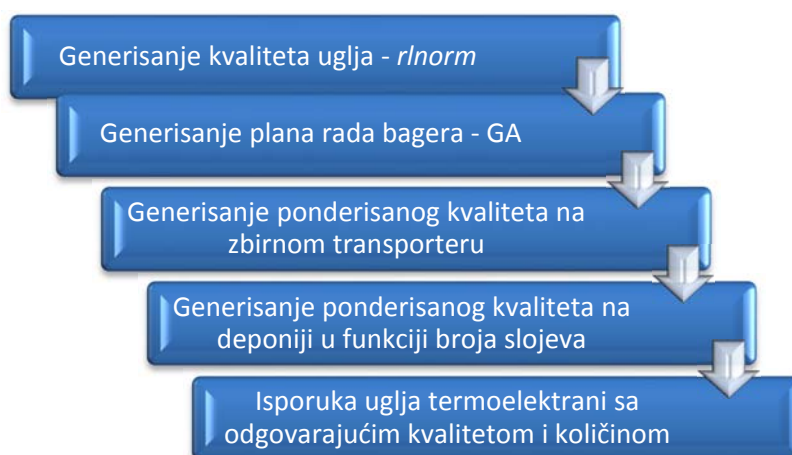 Generisanje kvaliteta uglja - rlnorm
Generisanje plana rada bagera - GA
Generisanje ponderisanog kvaliteta na
zbirnom transporteru
Generisanje ponderisanog kvaliteta na
deponiji u funkciji broja slojeva
Isporuka uglja termoelektrani sa
odgovarajućim kvalitetom i količinom